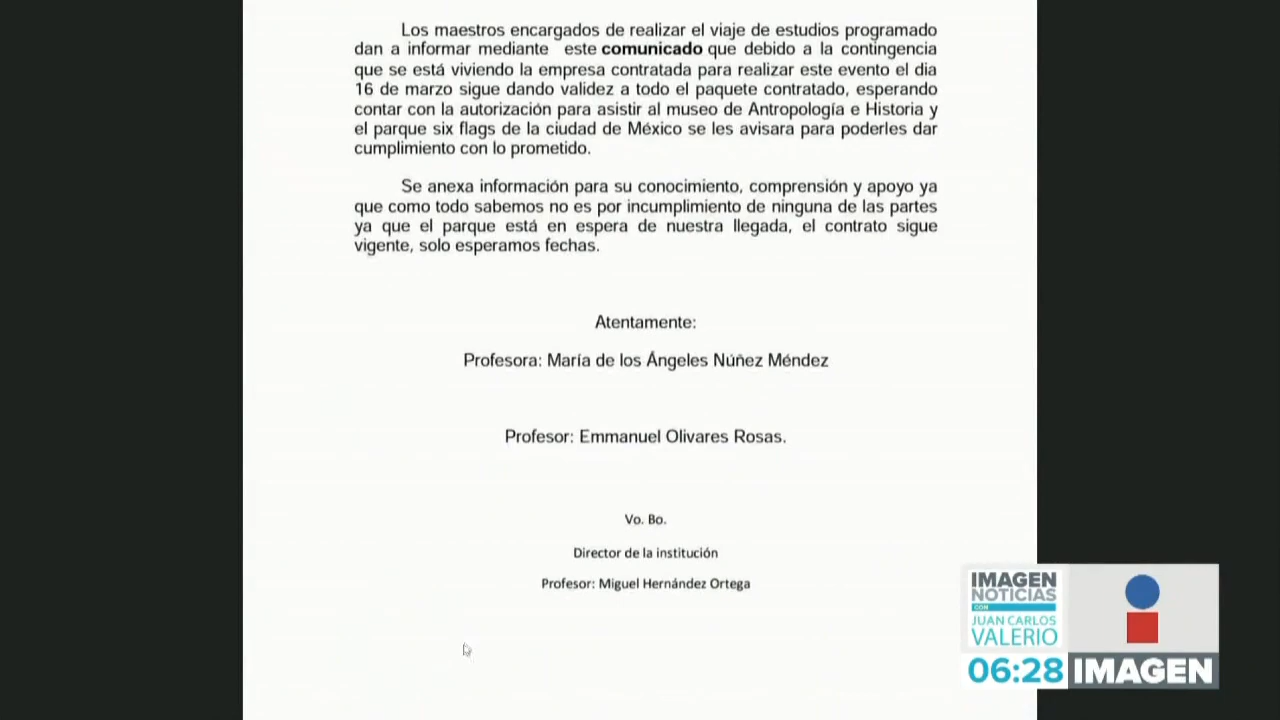 Los maestros encargados de realizar el viaje de estudios programado
dan a informar mediante este comunicado que debido a la contingencia
que se está viviendo la empresa contratada para realizar este evento el dia
16 de marzo sigue dando validez a todo el paquete contratado, esperando
contar con la autorización para asistir al museo de Antropología e Historia y
el parque six flags de la ciudad de México se les avisara para poderles dar
cumplimiento con lo prometido.
Se anexa información para su conocimiento, comprensión y apoyo ya
que como todo sabemos no es por incumplimiento de ninguna de las partes
ya que el parque está en espera de nuestra llegada, el contrato sigue
vigente, solo esperamos fechas.
Atentamente:
Profesora: María de los Ángeles Núñez Méndez
Profesor: Emmanuel Olivares Rosas.
Vo. Bo.
Director de la institución
Profesor: Miguel Hernández Ortega
IMAGEN
NOTICIAS
CON
JUAN CARLOS
VALERIO
06:28 IMAGEN